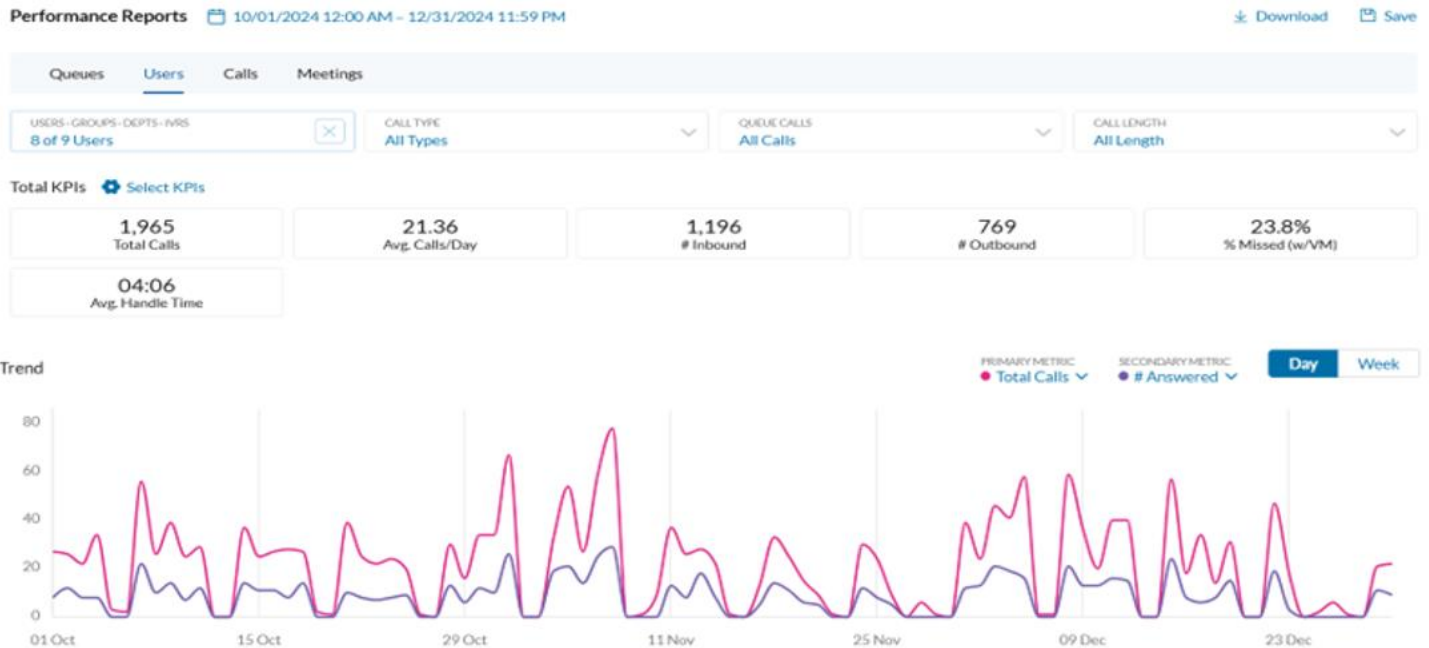 Performance Reports 10/01/2024 12:00 AM – 12/31/2024 11:59 PM Download Save
Queues Users Calls Meetings
USERS - GROUPS - DEPTS - IVRS CALL TYPE QUEUE CALLS CALL LENGTH
8 of 9 Users All Types All Calls All Length
Total KPIs Select KPIs
1,965 21.36 1,196 769 23.8%
Total Calls Avg. Calls/Day # Inbound # Outbound % Missed (w/VM)
04:06
Avg. Handle Time
Trend
PRIMARY METRIC SECONDARY METRIC
Total Calls # Answered Day Week
80
60
40
20
0
01 Oct 15 Oct 29 Oct 11 Nov 25 Nov 09 Dec 23 Dec